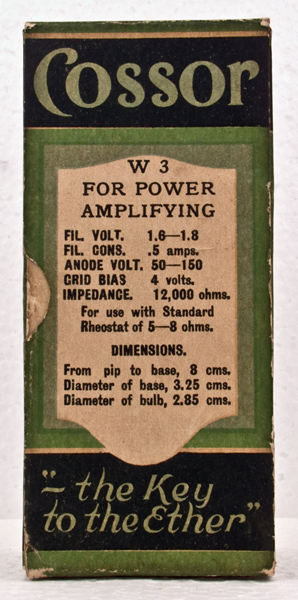 Cossor
W 3
FOR POWER
AMPLIFYING
FIL. VOLT. 1.6—1.8
FIL. CONS. .5 amps.
ANODE VOLT. 50—150
GRID BIAS 4 volts.
IMPEDANCE. 12,000 ohms.
For use with Standard
Rheostat of 5—8 ohms.
DIMENSIONS.
From pip to base, 8 cms.
Diameter of base, 3.25 cms.
Diameter of bulb, 2.85 cms.
"– the Key
to the Ether"